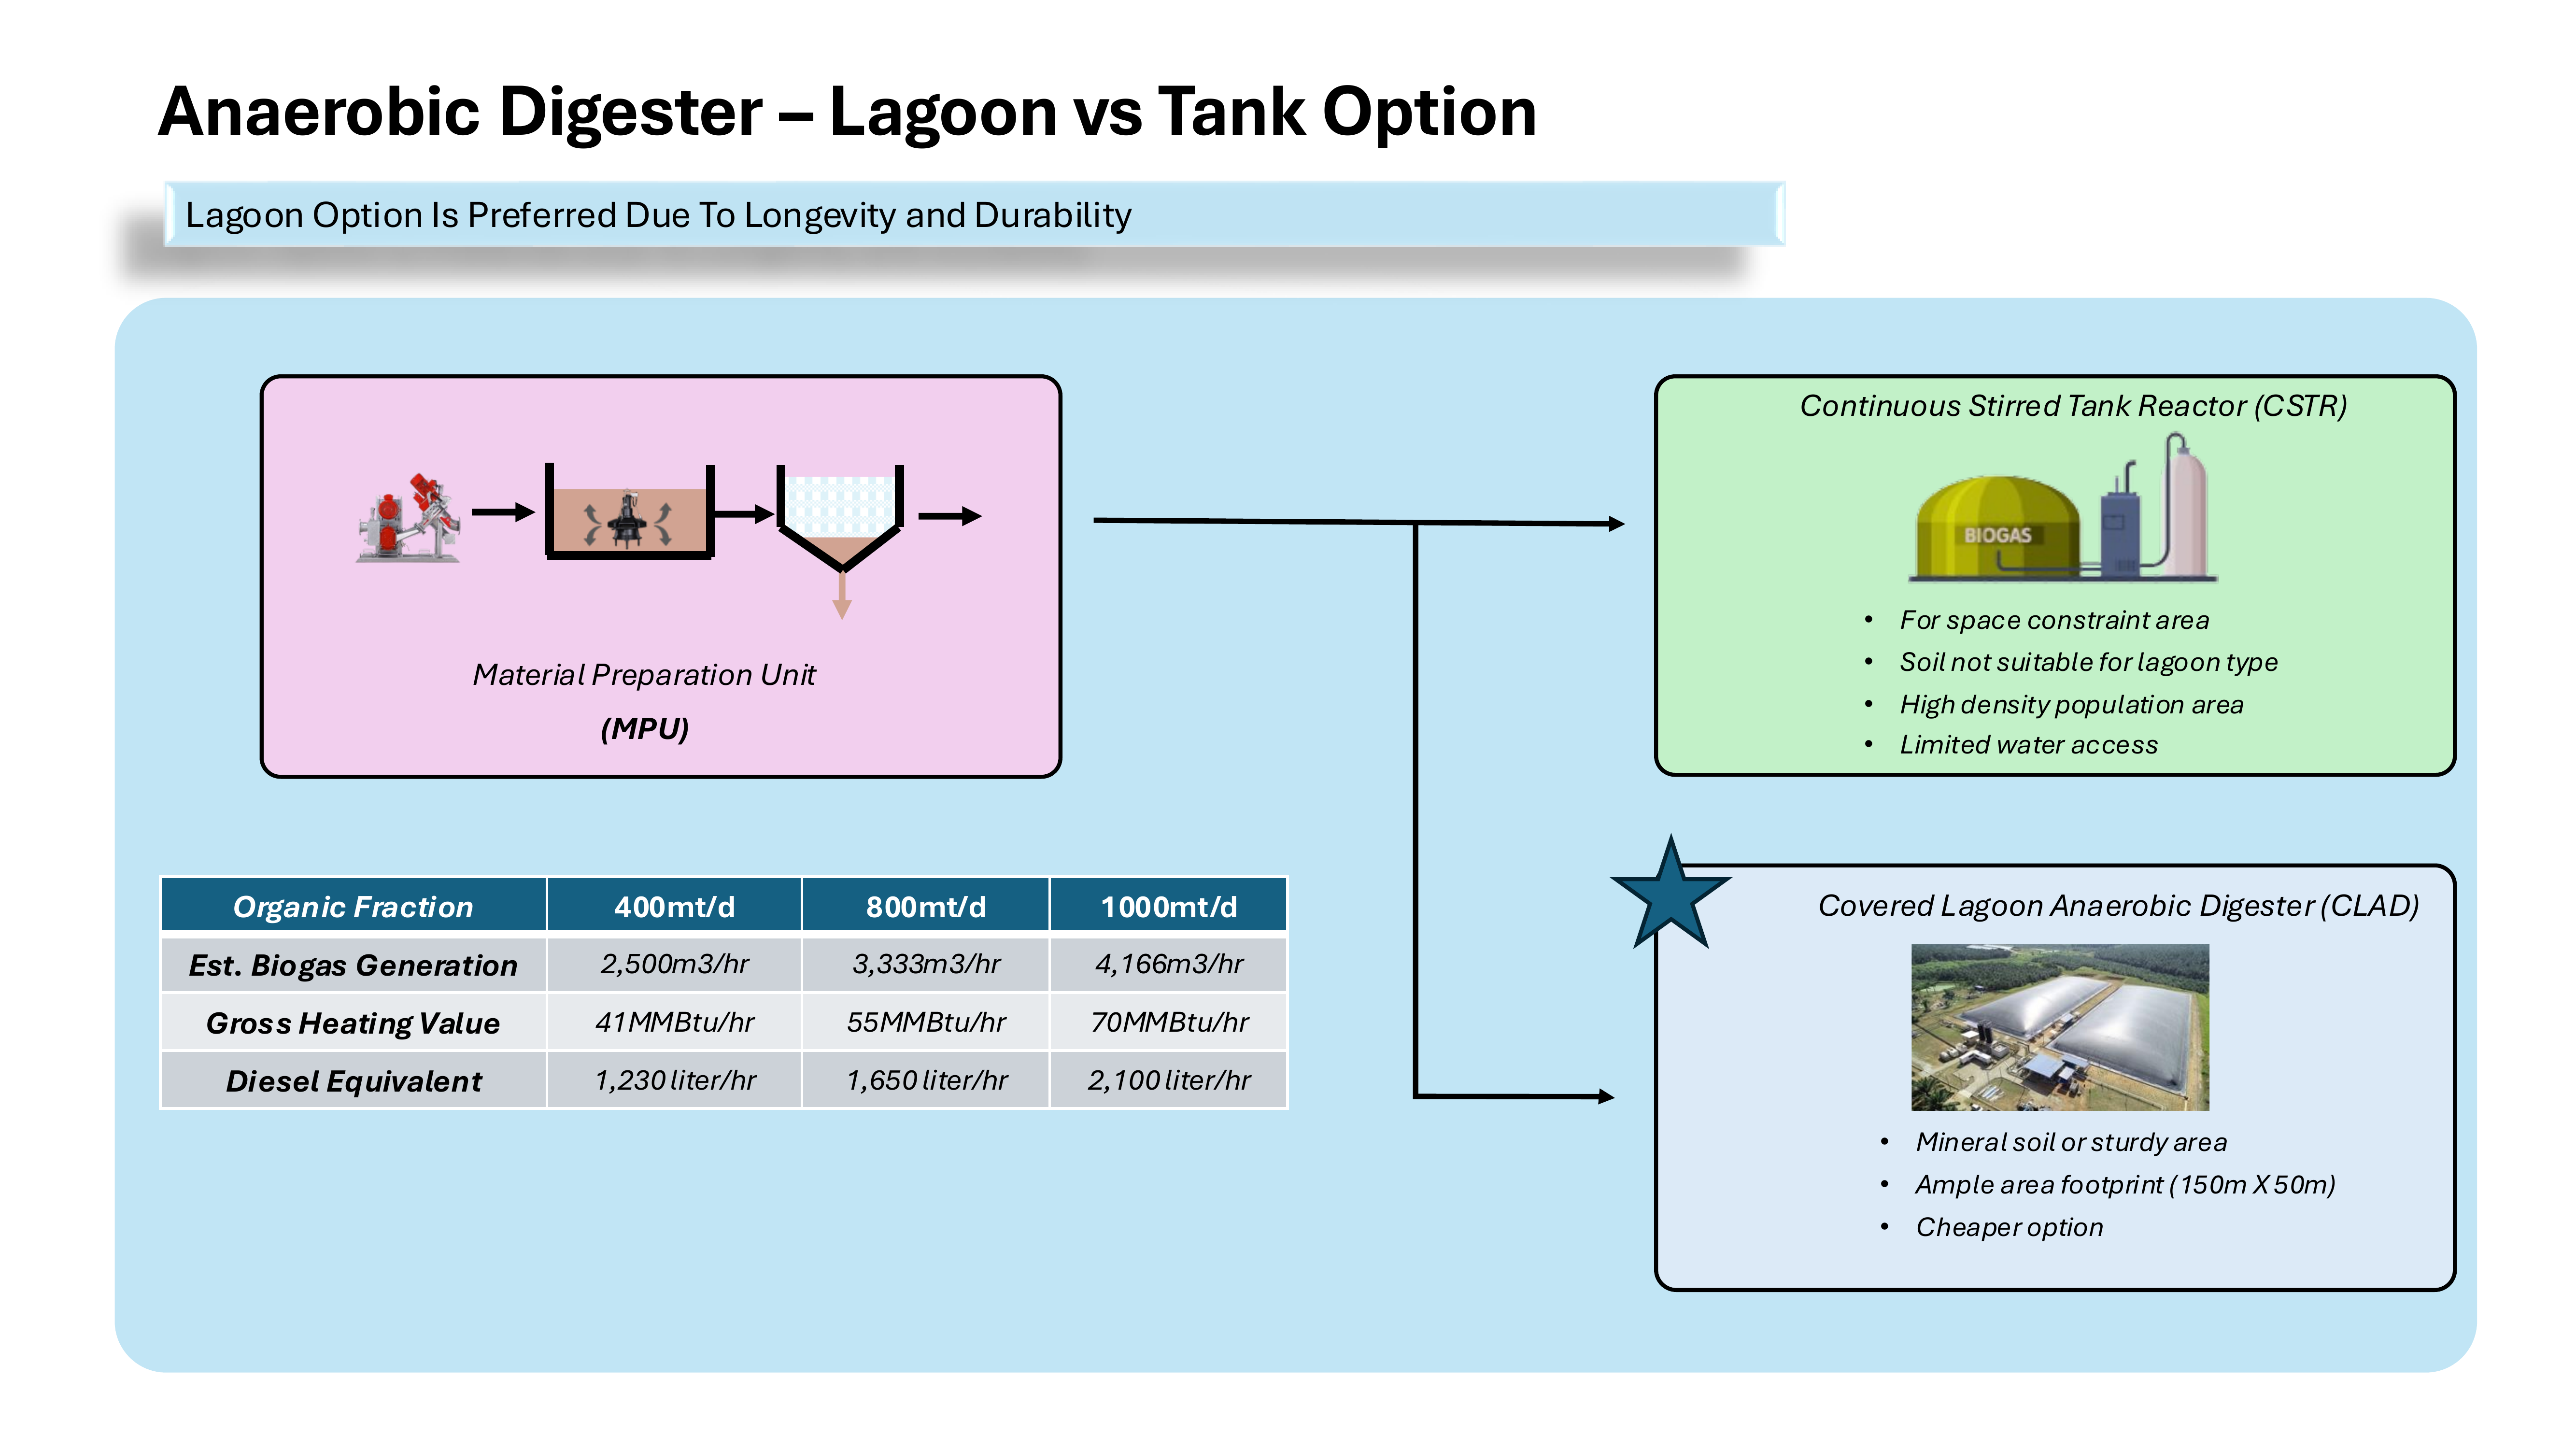 Anaerobic Digester – Lagoon vs Tank Option
Lagoon Option Is Preferred Due To Longevity and Durability
Material Preparation Unit
(MPU)
Continuous Stirred Tank Reactor (CSTR)
BIOGAS
• For space constraint area
• Soil not suitable for lagoon type
• High density population area
• Limited water access
Organic Fraction 400mt/d 800mt/d 1000mt/d
Est. Biogas Generation 2,500m3/hr 3,333m3/hr 4,166m3/hr
Gross Heating Value 41MMBtu/hr 55MMBtu/hr 70MMBtu/hr
Diesel Equivalent 1,230 liter/hr 1,650 liter/hr 2,100 liter/hr
Covered Lagoon Anaerobic Digester (CLAD)
• Mineral soil or sturdy area
• Ample area footprint (150m X 50m)
• Cheaper option